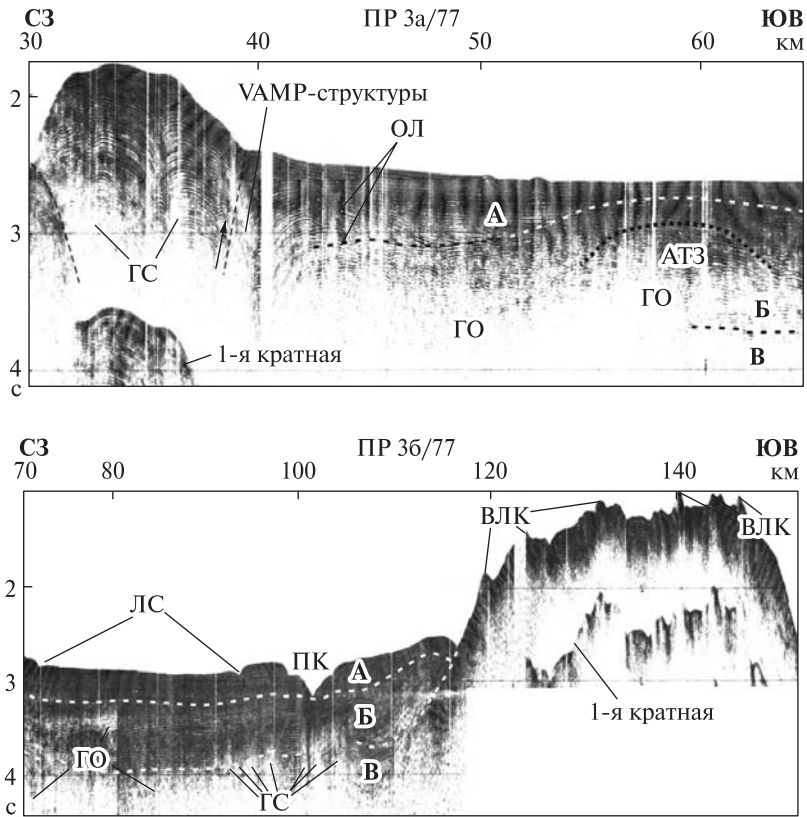 СЗ ПР 3а/77 ЮВ
30 40 50 60 км
2
VAMP-структуры
ОЛ
А
3
ГС
АТЗ
ГО
ГО
Б
1-я кратная
В
4
с
СЗ ПР 3б/77 ЮВ
70 80 100 120 140 км
ВЛК
ВЛК
2
ЛС
ПК
А
3
Б
1-я кратная
ГО
В
4
ГС
с